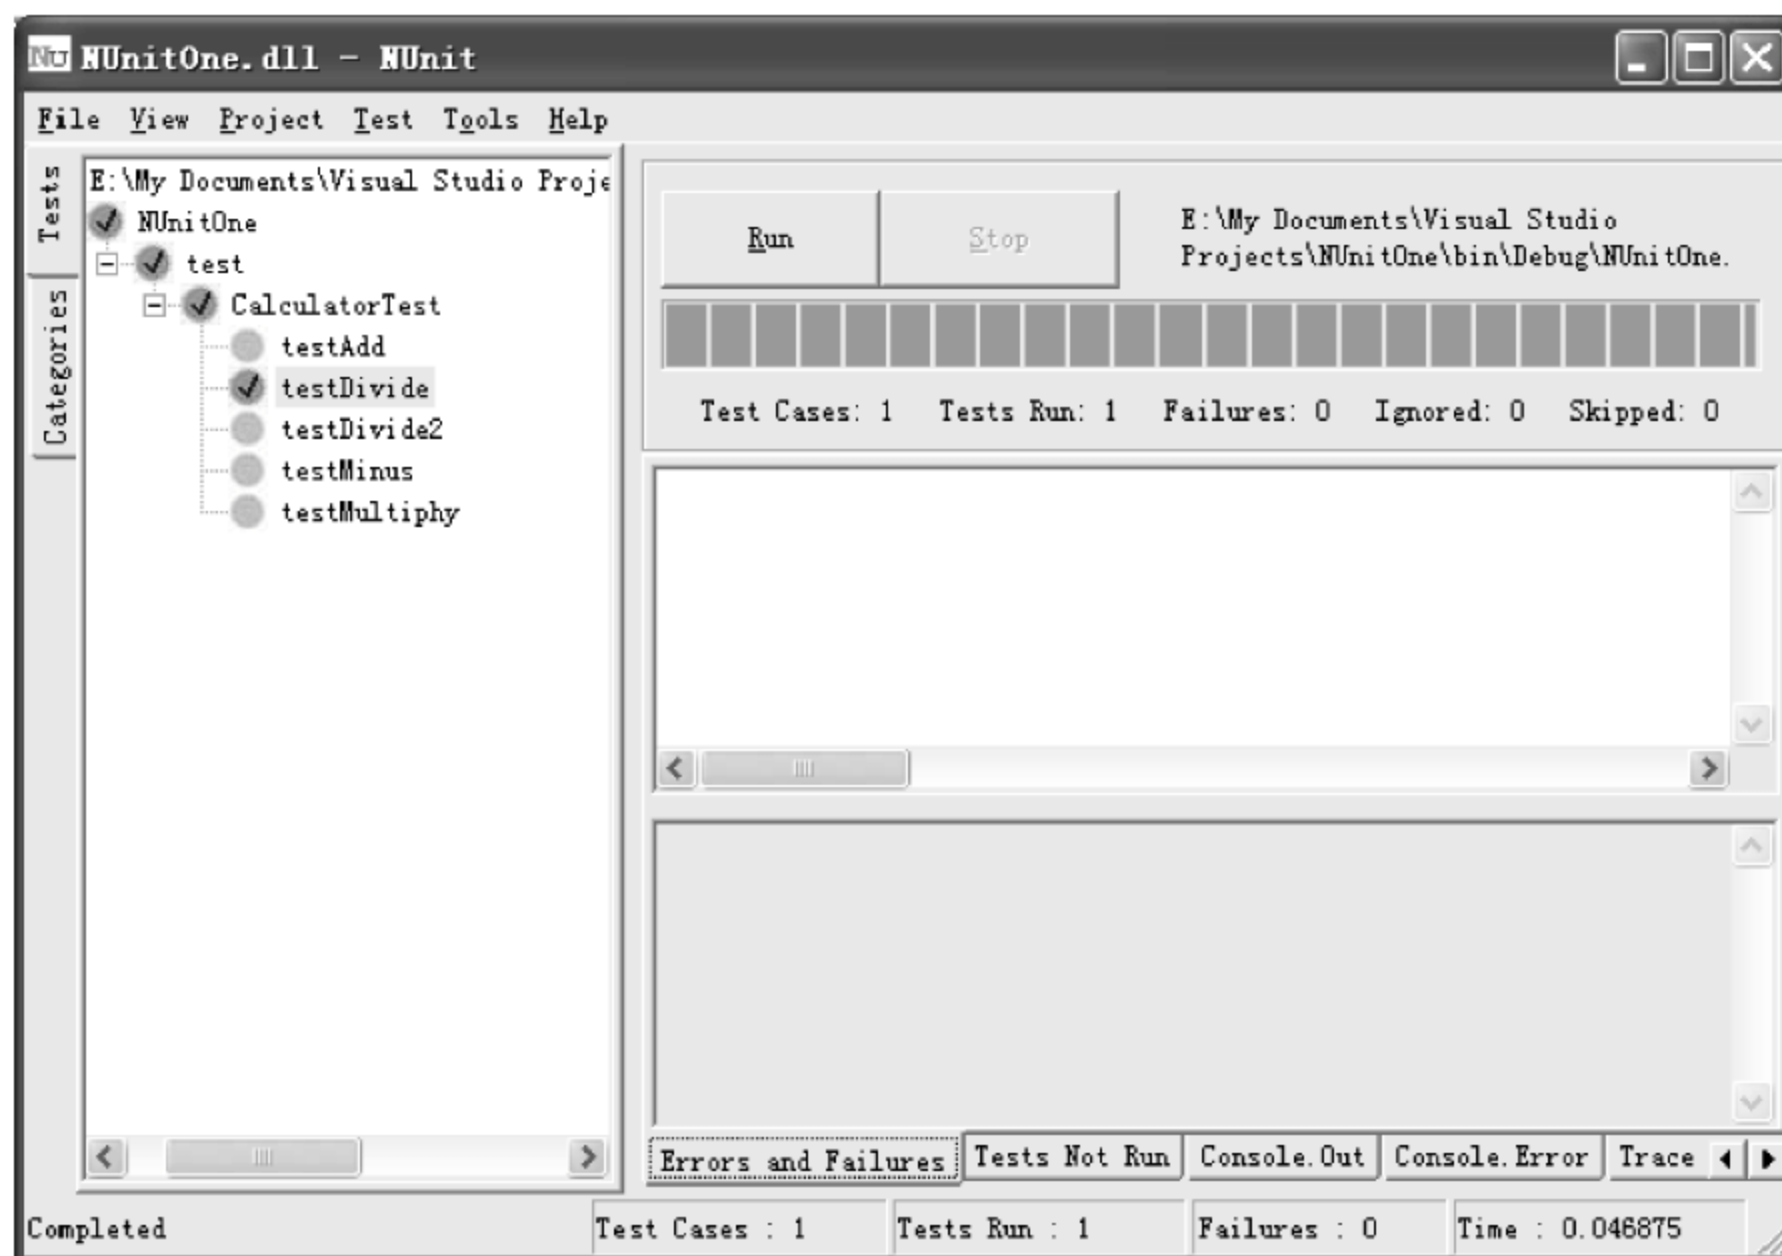 NU NUnitOne.dll - NUnit
File View Project Test Tools Help
Tests
Categories
E:\My Documents\Visual Studio Proje
NUnitOne
test
CalculatorTest
testAdd
testDivide
testDivide2
testMinus
testMultiphy
Run Stop
E:\My Documents\Visual Studio
Projects\NUnitOne\bin\Debug\NUnitOne.
Test Cases: 1 Tests Run: 1 Failures: 0 Ignored: 0 Skipped: 0
Errors and Failures Tests Not Run Console.Out Console.Error Trace
Completed Test Cases : 1 Tests Run : 1 Failures : 0 Time : 0.046875